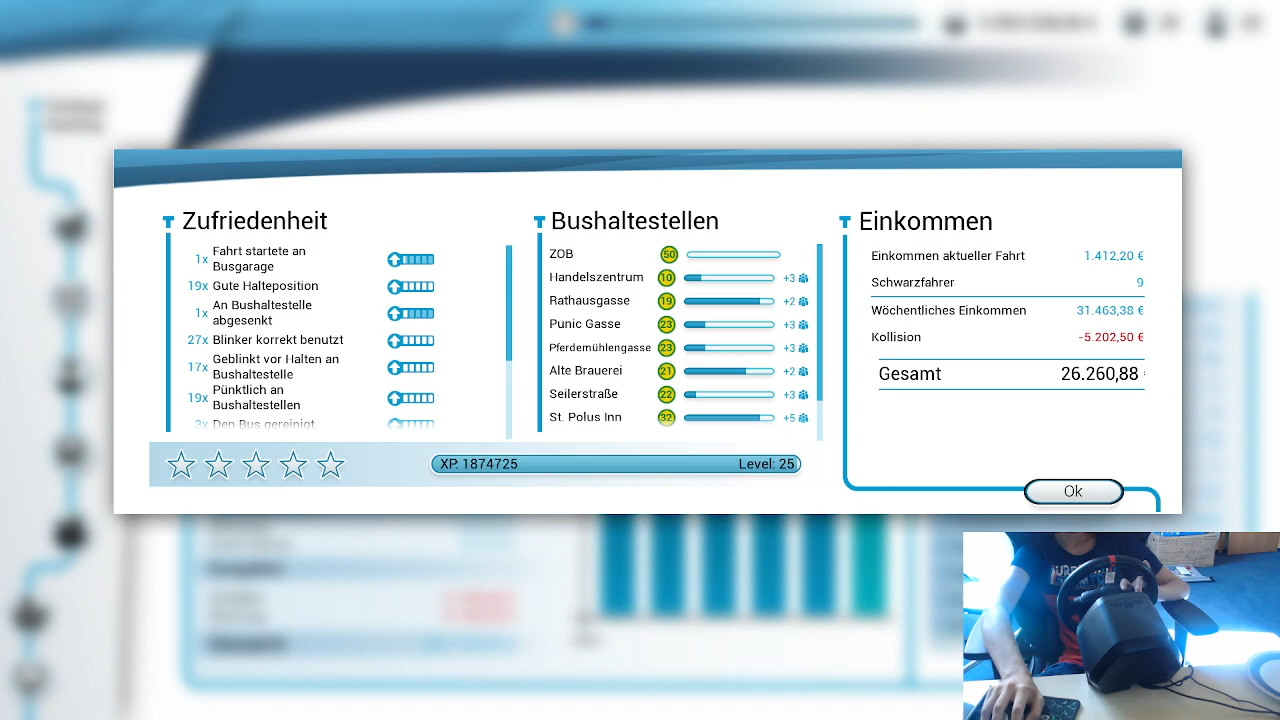 Zufriedenheit
1x Fahrt startete an
Busgarage
19x Gute Halteposition
1x An Bushaltestelle
abgesenkt
27x Blinker korrekt benutzt
17x Geblinkt vor Halten an
Bushaltestelle
19x Pünktlich an
Bushaltestellen
3x Den Bus gereinigt
XP: 1874725 Level: 25
Bushaltestellen
ZOB 50
Handelszentrum 10 +3
Rathausgasse 19 +2
Punic Gasse 23 +3
Pferdemühlengasse 23 +3
Alte Brauerei 21 +2
Seilerstraße 22 +3
St. Polus Inn 32 +5
Einkommen
Einkommen aktueller Fahrt 1.412,20 €
Schwarzfahrer 9
Wöchentliches Einkommen 31.463,38 €
Kollision -5.202,50 €
Gesamt 26.260,88
Ok